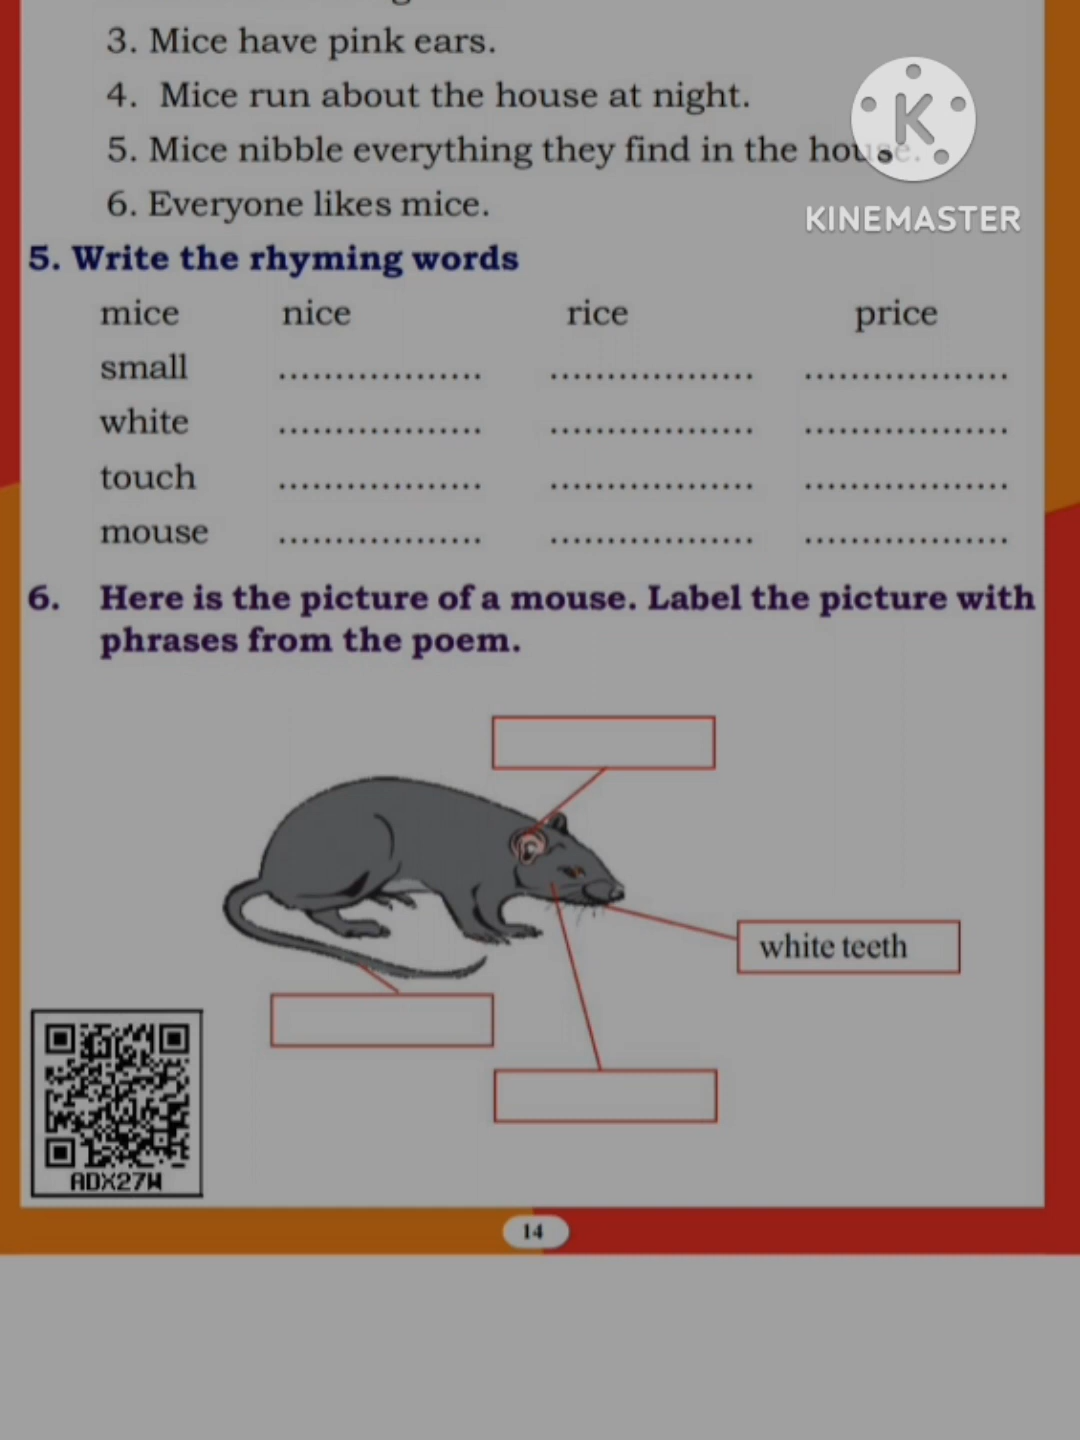 3. Mice have pink ears.
4. Mice run about the house at night.
5. Mice nibble everything they find in the house.
6. Everyone likes mice.
KINEMASTER
5. Write the rhyming words
mice nice rice price
small .................. .................. ..................
white .................. .................. ..................
touch .................. .................. ..................
mouse .................. .................. ..................
6. Here is the picture of a mouse. Label the picture with
phrases from the poem.
white teeth
ADX27W
14